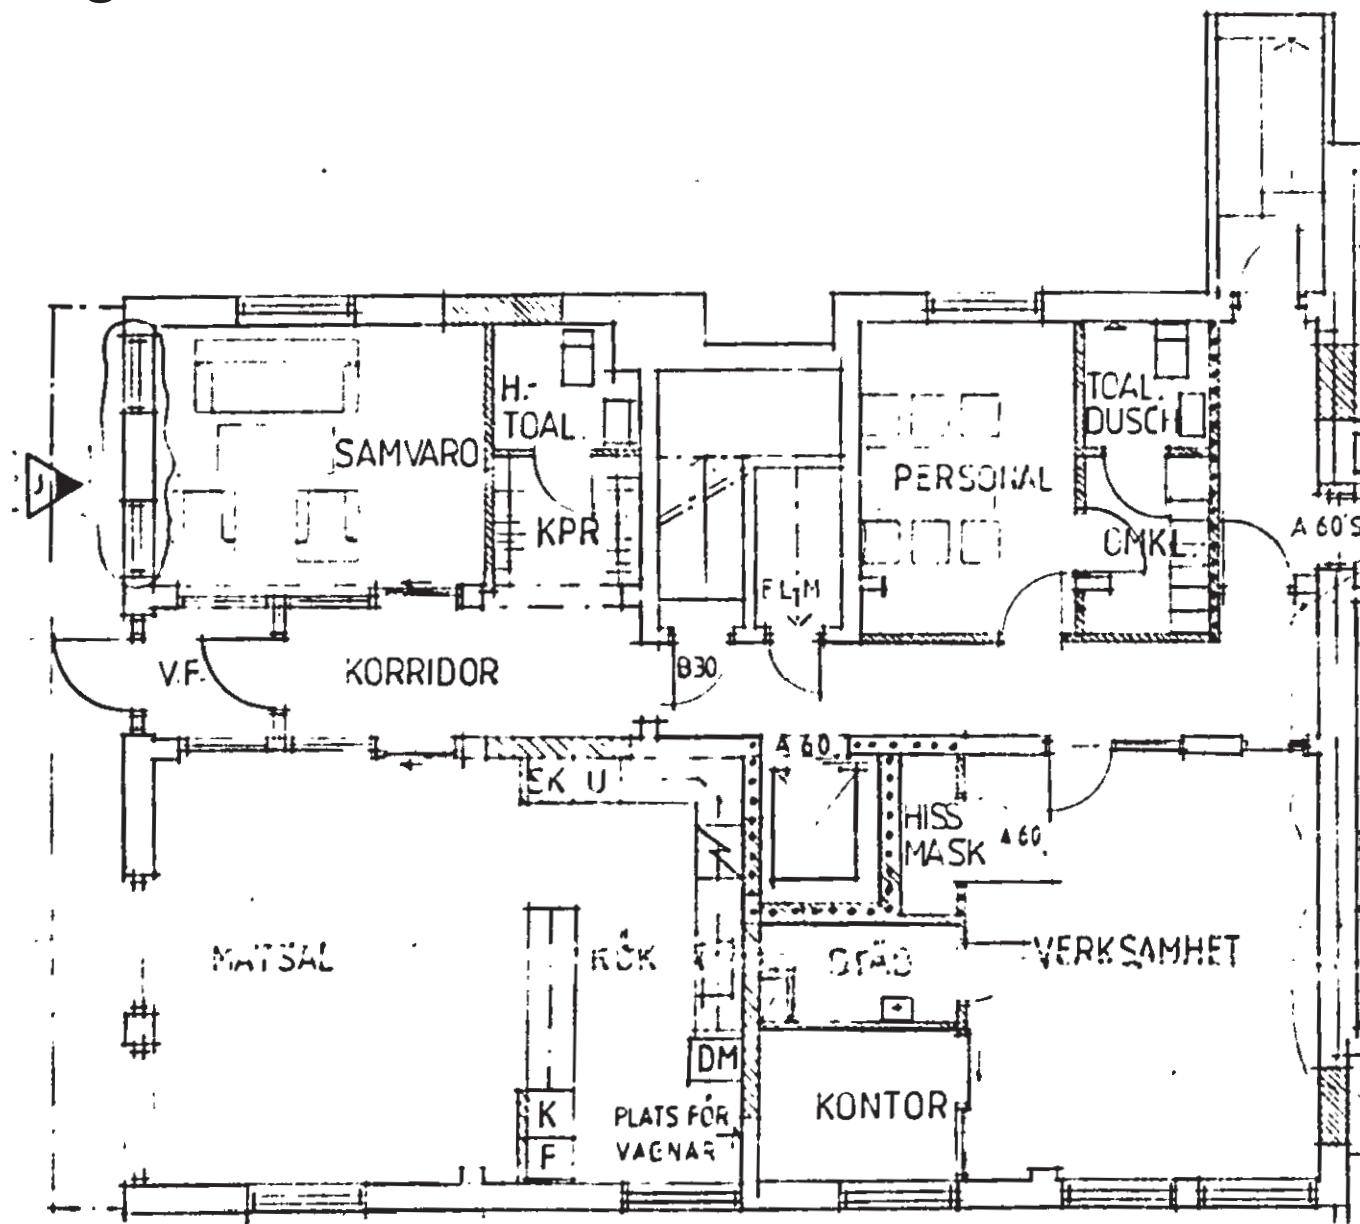 H.-
TOAL.
TOAL.
DUSCH
SAMVARO
PERSONAL
KPR
OMKL.
A 60 S
V.F.
KORRIDOR
B30
A 60.
HISS
MASK
A 60.
MATSAL
KÖK
STÄD
VERKSAMHET
DM
K
F
PLATS FÖR
VAGNAR
KONTOR